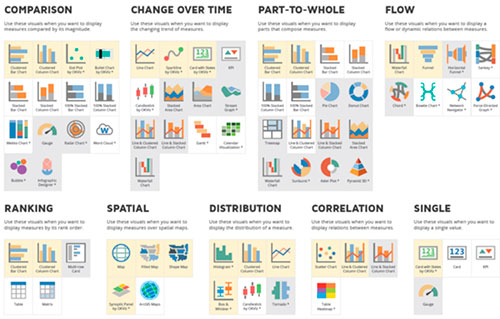 COMPARISON
Use these visuals when you want to display
measures compared by its magnitude.
Clustered
Bar Chart
Clustered
Column Chart
Dot Plot
by OKViz *
Bullet Chart
by OKViz *
Stacked
Bar Chart
Stacked
Column Chart
100% Stacked
Bar Chart
100% Stacked
Column Chart
Mekko Chart *
Gauge
Radar Chart *
Word Cloud *
Bubble *
Infographic
Designer *
CHANGE OVER TIME
Use these visuals when you want to display
the changing trend of measures.
Line Chart
Sparkline
by OKViz *
Card with States
by OKViz *
KPI
Candlestick
by OKViz *
Stacked
Area Chart
Area Chart
Stream
Graph *
Line & Clustered
Column Chart
Line & Stacked
Column Chart
Gantt *
Calendar
Visualization *
Waterfall
Chart
PART-TO-WHOLE
Use these visuals when you want to display
parts that compose measures.
Clustered
Bar Chart
Clustered
Column Chart
Stacked
Bar Chart
Stacked
Column Chart
100% Stacked
Bar Chart
100% Stacked
Column Chart
Pie Chart
Donut Chart
Treemap
Line & Clustered
Column Chart
Line & Stacked
Column Chart
Stacked
Area Chart
Waterfall
Chart
Sunburst *
Aster Plot *
Pyramid 3D *
FLOW
Use these visuals when you want to display a
flow or dynamic relations between measures.
Waterfall
Chart
Funnel
Horizontal
Funnel *
Sankey *
Chord *
Breathe Chart *
Network
Navigator *
Force-Directed
Graph *
RANKING
Use these visuals when you want to
display measures by its rank order.
Clustered
Bar Chart
Clustered
Column Chart
Multi-row
Card
Table
Matrix
SPATIAL
Use these visuals when you want to
display measures over spatial maps.
Map
Filled Map
Shape Map
Synoptic Panel
by OKViz *
ArcGIS Maps
DISTRIBUTION
Use these visuals when you want to
display the distribution of a measure.
Histogram *
Clustered
Column Chart
Line Chart
Box &
Whisker *
Candlestick
by OKViz *
Tornado *
CORRELATION
Use these visuals when you want to
display relations between measures.
Scatter Chart
Line & Clustered
Column Chart
Line & Stacked
Column Chart
Table
Heatmap *
SINGLE
Use these visuals when you want to
display a single value.
Card with States
by OKViz *
Card
KPI
Gauge